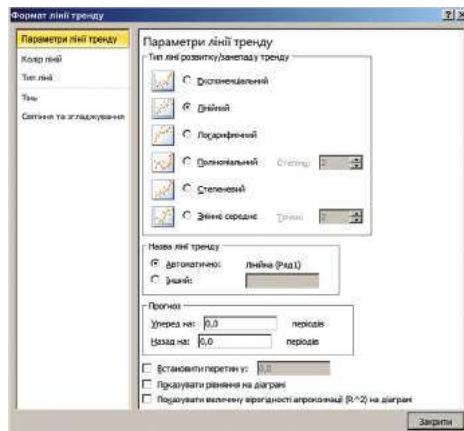 Формат лінії тренду
Параметри лінії тренду
Колір лінії
Тип лінії
Тінь
Світіння та згладжування
Параметри лінії тренду
Тип лінії розвитку/занепаду тренду
Експоненціальний
Лінійний
Логарифмічний
Поліноміальний Степінь: 2
Степеневий
Змінне середнє Точки: 2
Назва лінії тренду
Автоматично: Лінійна (Ряд1)
Інший:
Прогноз
Уперед на: 0,0 періодів
Назад на: 0,0 періодів
Встановити перетин у: 0,0
Показувати рівняння на діаграмі
Показувати величину вірогідності апроксимації (R^2) на діаграмі
Закрити